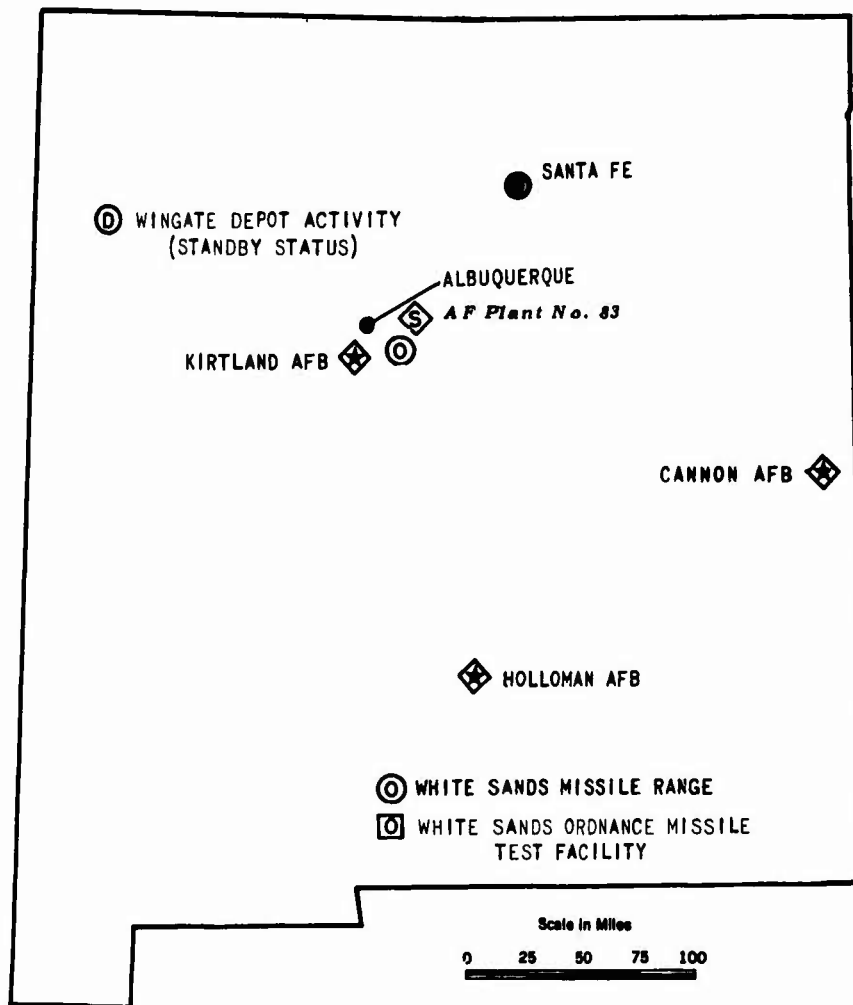 SANTA FE
D WINGATE DEPOT ACTIVITY
(STANDBY STATUS)
ALBUQUERQUE
S AF Plant No. 83
KIRTLAND AFB
O
CANNON AFB
HOLLOMAN AFB
O WHITE SANDS MISSILE RANGE
O WHITE SANDS ORDNANCE MISSILE
TEST FACILITY
Scale in Miles
0 25 50 75 100